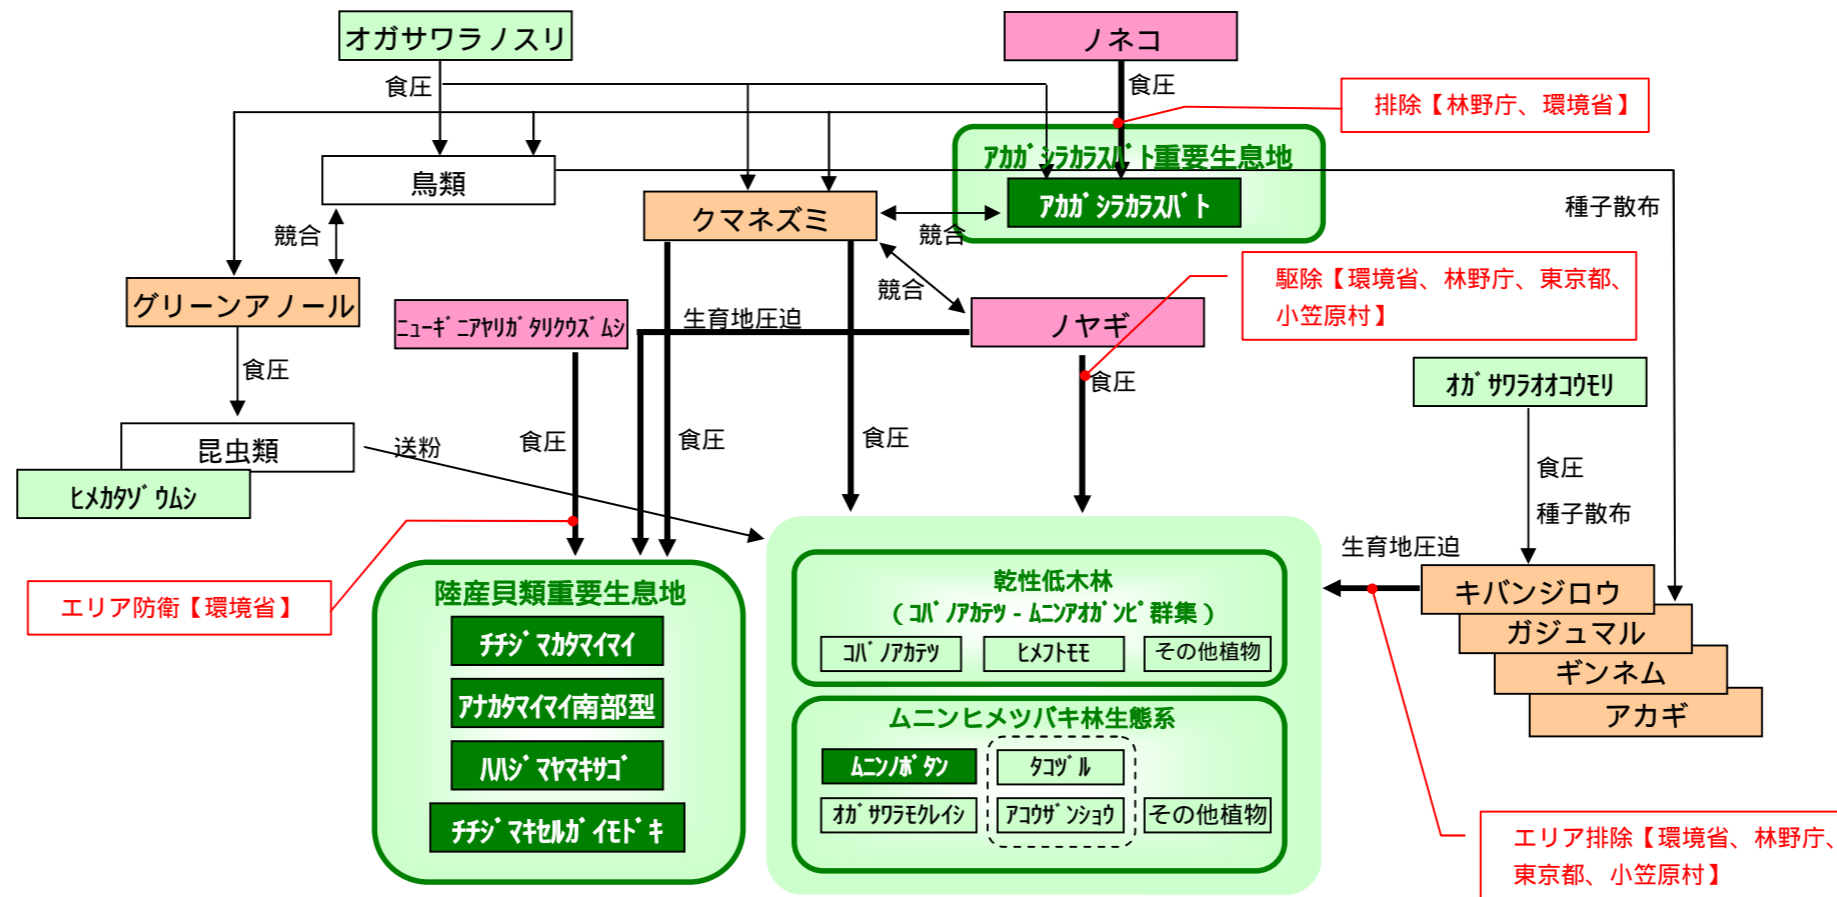 オガサワラノスリ
ノネコ
食圧
食圧
排除【林野庁、環境省】
アカガシラカラスバト重要生息地
鳥類
アカガシラカラスバト
クマネズミ
種子散布
競合
競合
競合
駆除【環境省、林野庁、東京都、
小笠原村】
グリーンアノール
ニューギニアヤリガタリクウズムシ
生育地圧迫
ノヤギ
食圧
食圧
オガサワラオオコウモリ
昆虫類
送粉
食圧
食圧
食圧
食圧
ヒメカタゾウムシ
種子散布
生育地圧迫
エリア防衛【環境省】
陸産貝類重要生息地
チチジマカタマイマイ
アナカタマイマイ南部型
ハハジマヤマキサゴ
チチジマキセルガイモドキ
乾性低木林
(コバノアカテツ-ムニンアオガンピ群集)
コバノアカテツ
ヒメフトモモ
その他植物
キバンジロウ
ガジュマル
ギンネム
アカギ
ムニンヒメツバキ林生態系
ムニンノボタン
タコヅル
オガサワラモクレイシ
アコウザンショウ
その他植物
エリア排除【環境省、林野庁、
東京都、小笠原村】